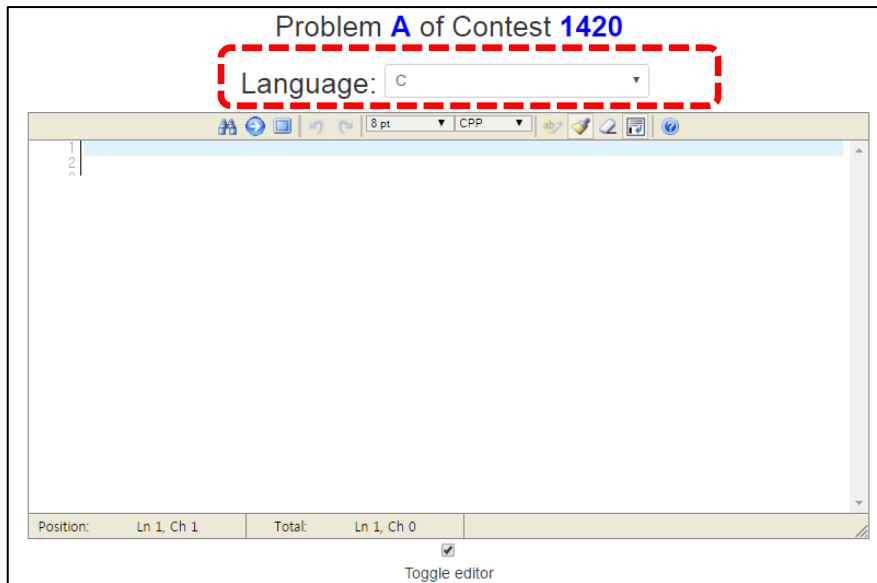 Problem A of Contest 1420
Language: C
8 pt CPP
1
2
Position: Ln 1, Ch 1 Total: Ln 1, Ch 0
Toggle editor